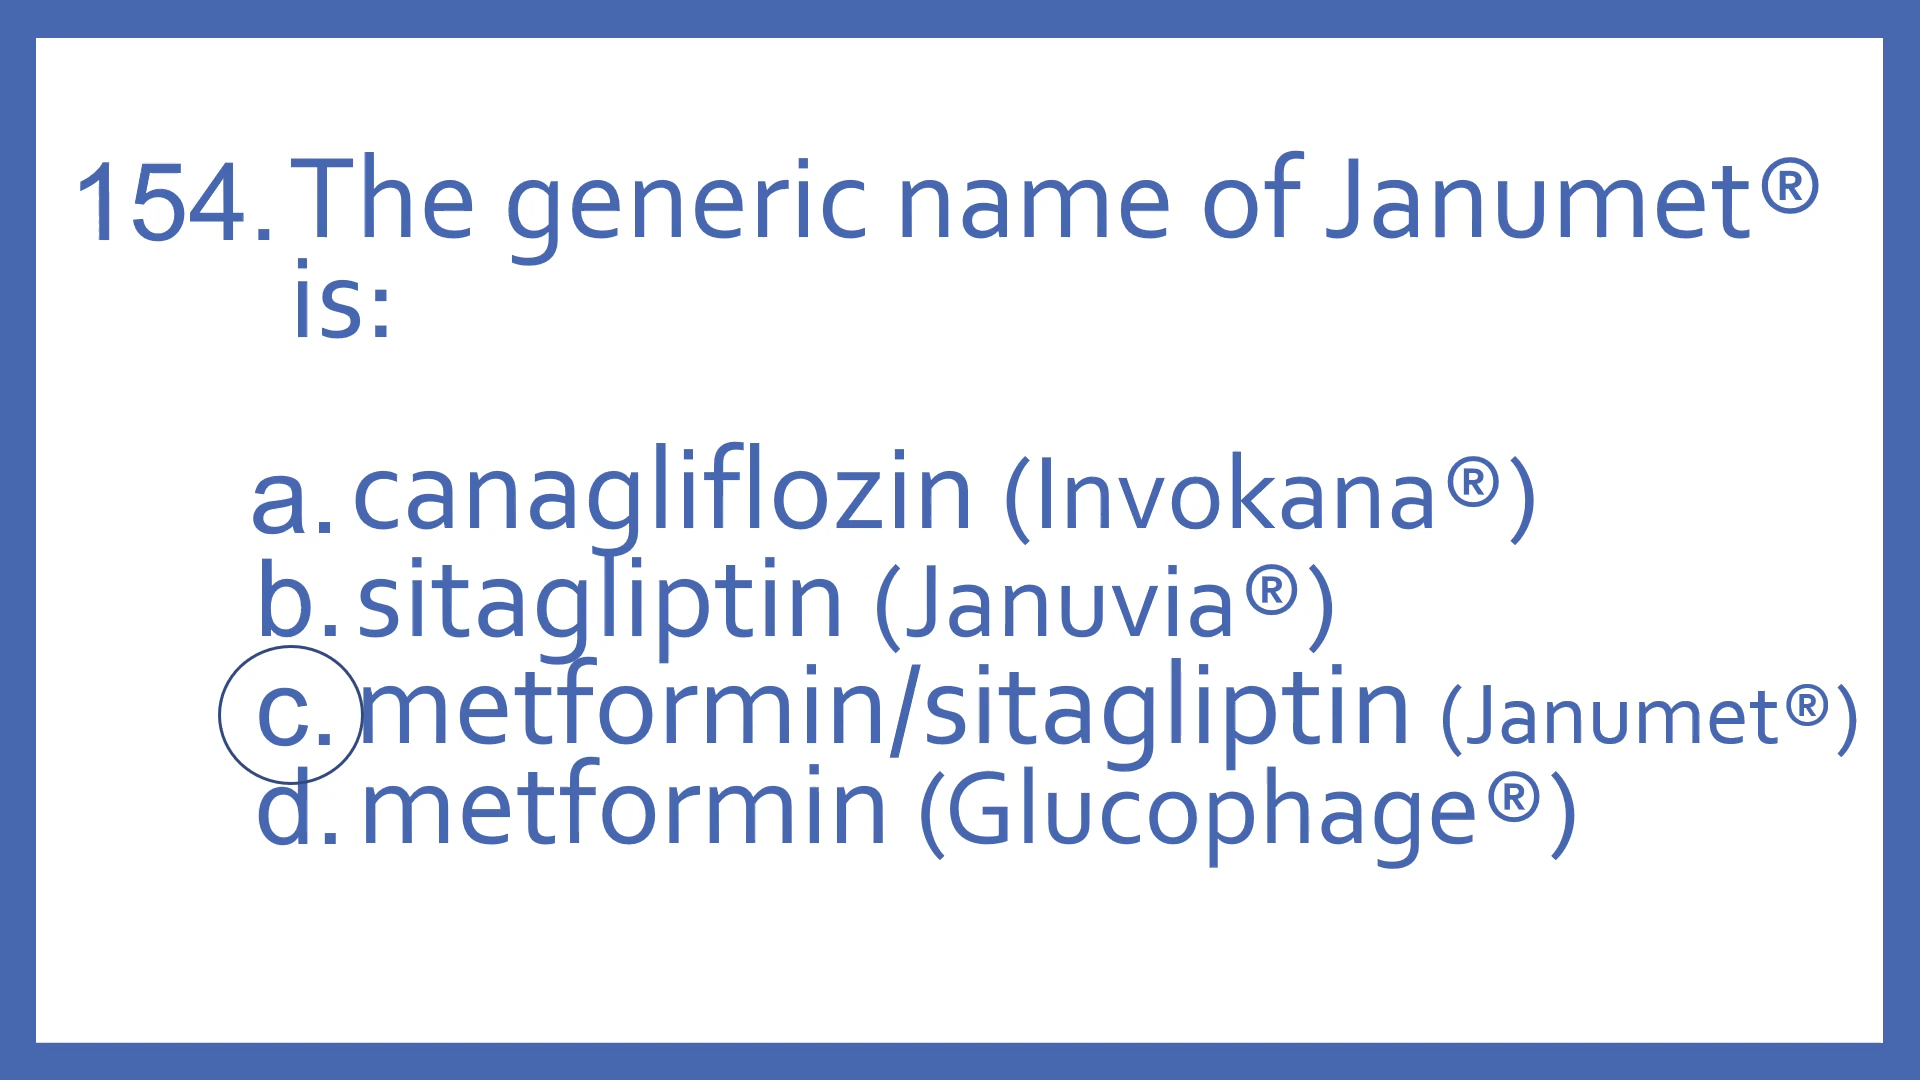 154. The generic name of Janumet®
is:
a. canagliflozin (Invokana®)
b. sitagliptin (Januvia®)
c. metformin/sitagliptin (Janumet®)
d. metformin (Glucophage®)